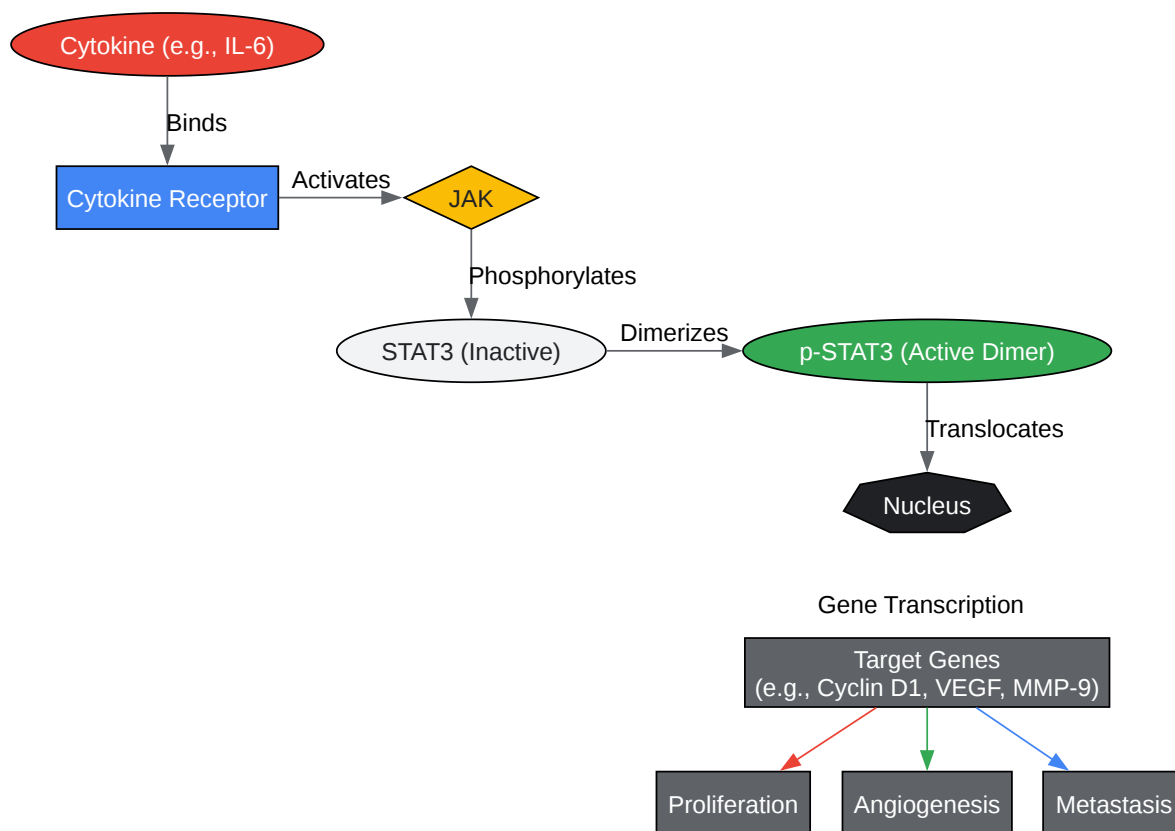 Cytokine (e.g., IL-6)
Binds
Cytokine Receptor
Activates
JAK
Phosphorylates
STAT3 (Inactive)
Dimerizes
p-STAT3 (Active Dimer)
Translocates
Nucleus
Gene Transcription
Target Genes
(e.g., Cyclin D1, VEGF, MMP-9)
Proliferation
Angiogenesis
Metastasis